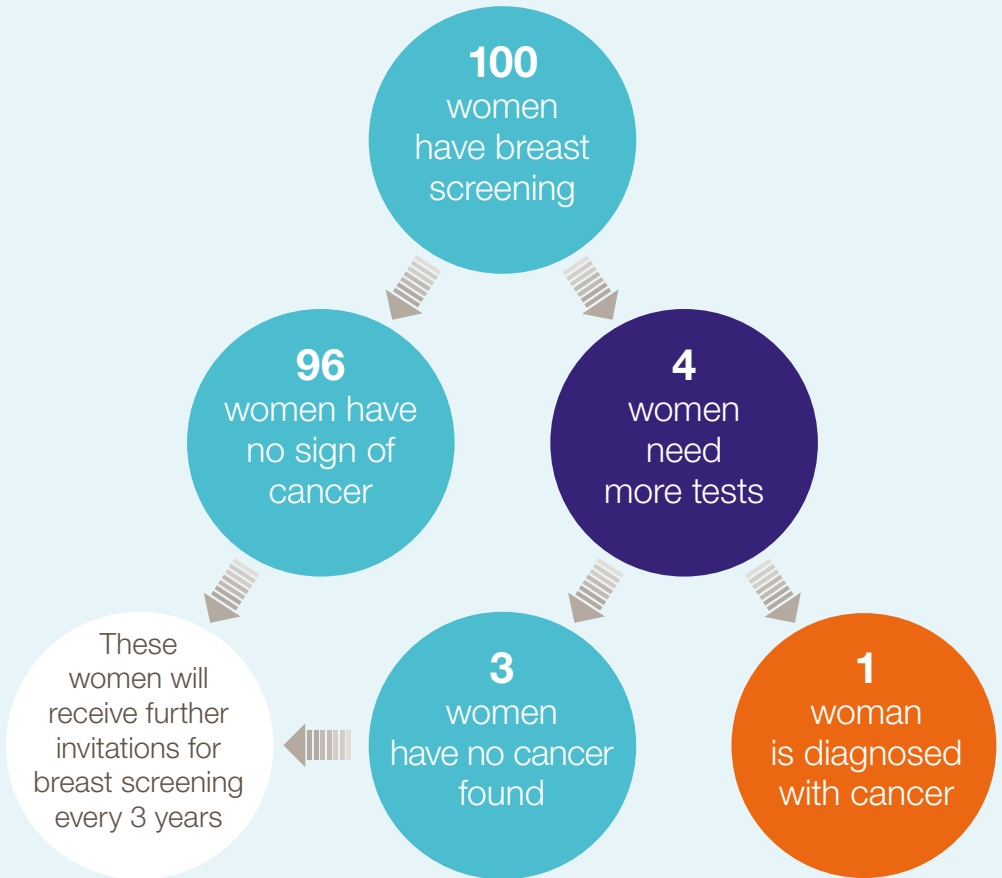 100
women
have breast
screening
96
women have
no sign of
cancer
4
women
need
more tests
These
women will
receive further
invitations for
breast screening
every 3 years
3
women
have no cancer
found
1
woman
is diagnosed
with cancer